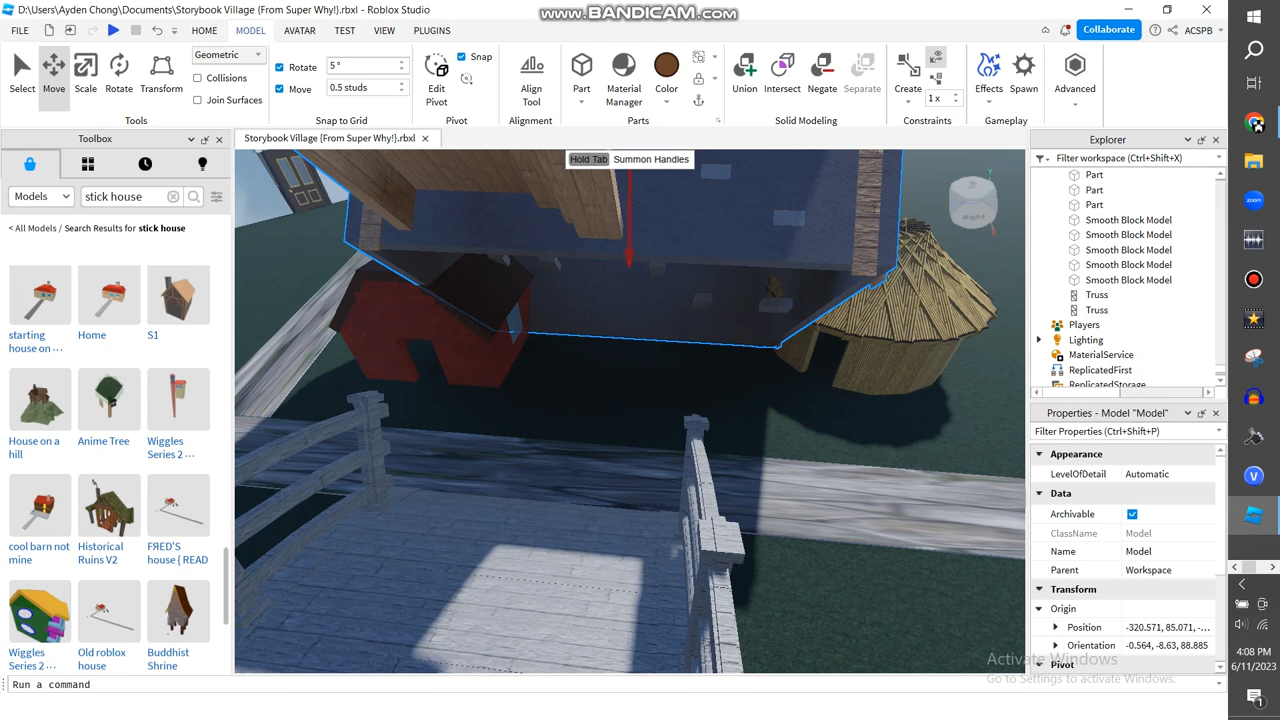 D:\Users\Ayden Chong\Documents\Storybook Village {From Super Why!}.rbxl - Roblox Studio
www.BANDICAM.com
FILE HOME MODEL AVATAR TEST VIEW PLUGINS Collaborate ACSPB
Select Move Scale Rotate Transform
Geometric
Collisions
Join Surfaces
Tools
Rotate 5 °
Move 0.5 studs
Snap to Grid
Edit Pivot
Snap
Pivot
Align Tool
Alignment
Part Material Manager Color
Parts
Union Intersect Negate Separate
Solid Modeling
Create
1 x
Constraints
Effects Spawn
Gameplay
Advanced
Toolbox
Storybook Village {From Super Why!}.rbxl
Models stick house
< All Models / Search Results for stick house
starting house on ...
Home
S1
House on a hill
Anime Tree
Wiggles Series 2 ...
cool barn not mine
Historical Ruins V2
FЯED'S house { READ
Wiggles Series 2 ...
Old roblox house
Buddhist Shrine
Hold Tab Summon Handles
Right
Explorer
Filter workspace (Ctrl+Shift+X)
Part
Part
Part
Smooth Block Model
Smooth Block Model
Smooth Block Model
Smooth Block Model
Smooth Block Model
Truss
Truss
Players
Lighting
MaterialService
ReplicatedFirst
ReplicatedStorage
Properties - Model "Model"
Filter Properties (Ctrl+Shift+P)
Appearance
LevelOfDetail Automatic
Data
Archivable
ClassName Model
Name Model
Parent Workspace
Transform
Origin
Position -320.571, 85.071, -...
Orientation -0.564, -8.63, 88.885
Pivot
Activate Windows
Go to Settings to activate Windows.
Run a command
zoom
4:08 PM
6/11/2023